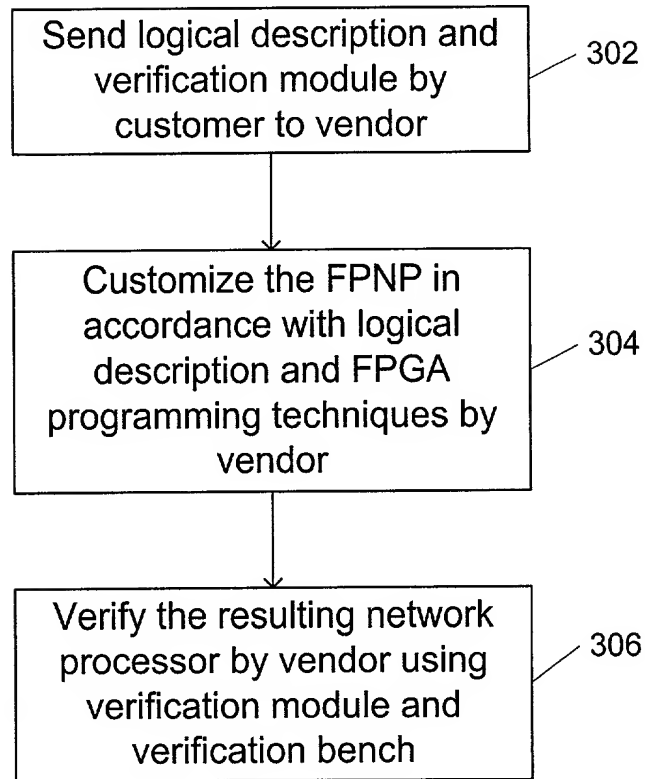 Send logical description and
verification module by
customer to vendor
302
Customize the FPNP in
accordance with logical
description and FPGA
programming techniques by
vendor
304
Verify the resulting network
processor by vendor using
verification module and
verification bench
306